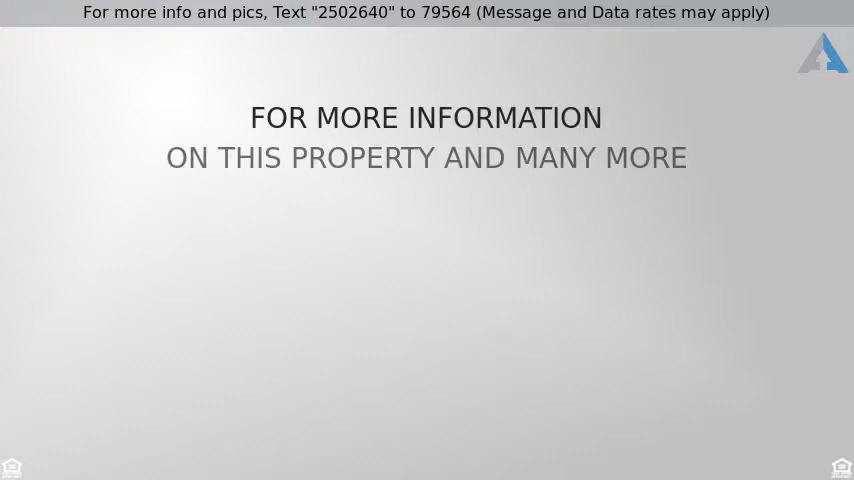 For more info and pics, Text "2502640" to 79564 (Message and Data rates may apply)
FOR MORE INFORMATION
ON THIS PROPERTY AND MANY MORE